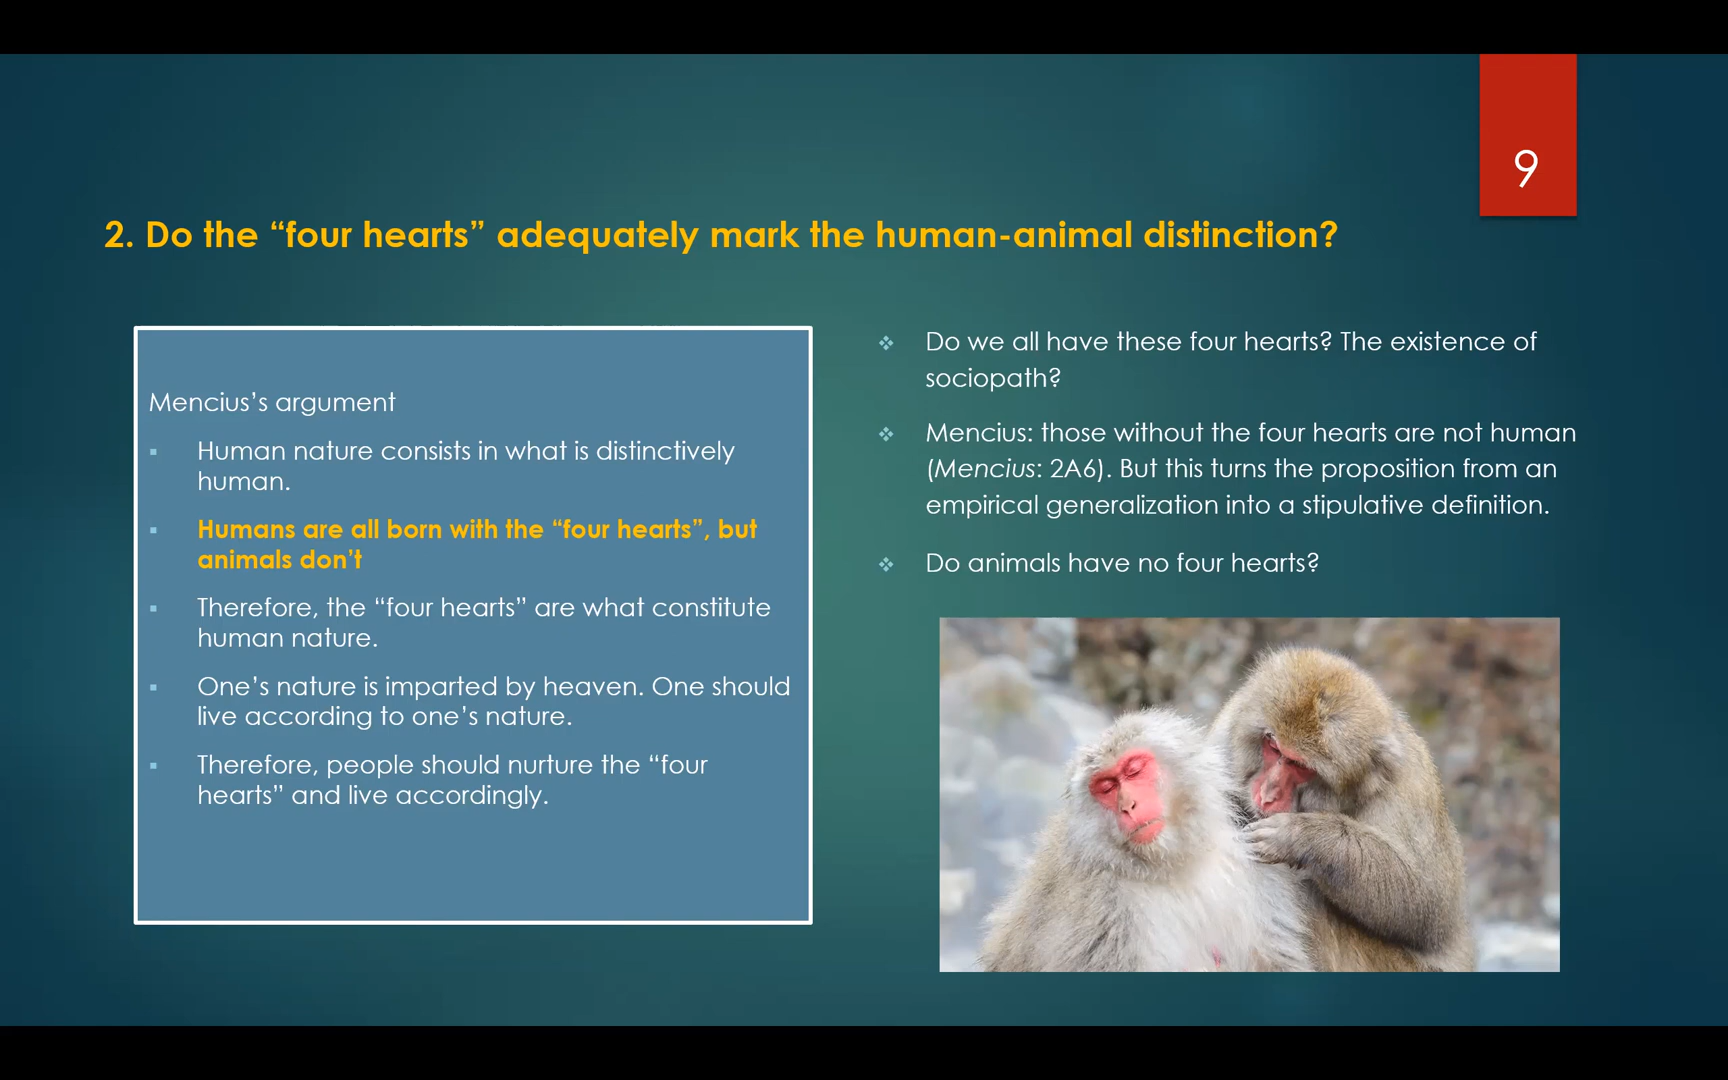 9
2. Do the “four hearts” adequately mark the human-animal distinction?
Mencius’s argument
Human nature consists in what is distinctively
human.
Humans are all born with the “four hearts”, but
animals don’t
Therefore, the “four hearts” are what constitute
human nature.
One’s nature is imparted by heaven. One should
live according to one’s nature.
Therefore, people should nurture the “four
hearts” and live accordingly.
Do we all have these four hearts? The existence of
sociopath?
Mencius: those without the four hearts are not human
(Mencius: 2A6). But this turns the proposition from an
empirical generalization into a stipulative definition.
Do animals have no four hearts?